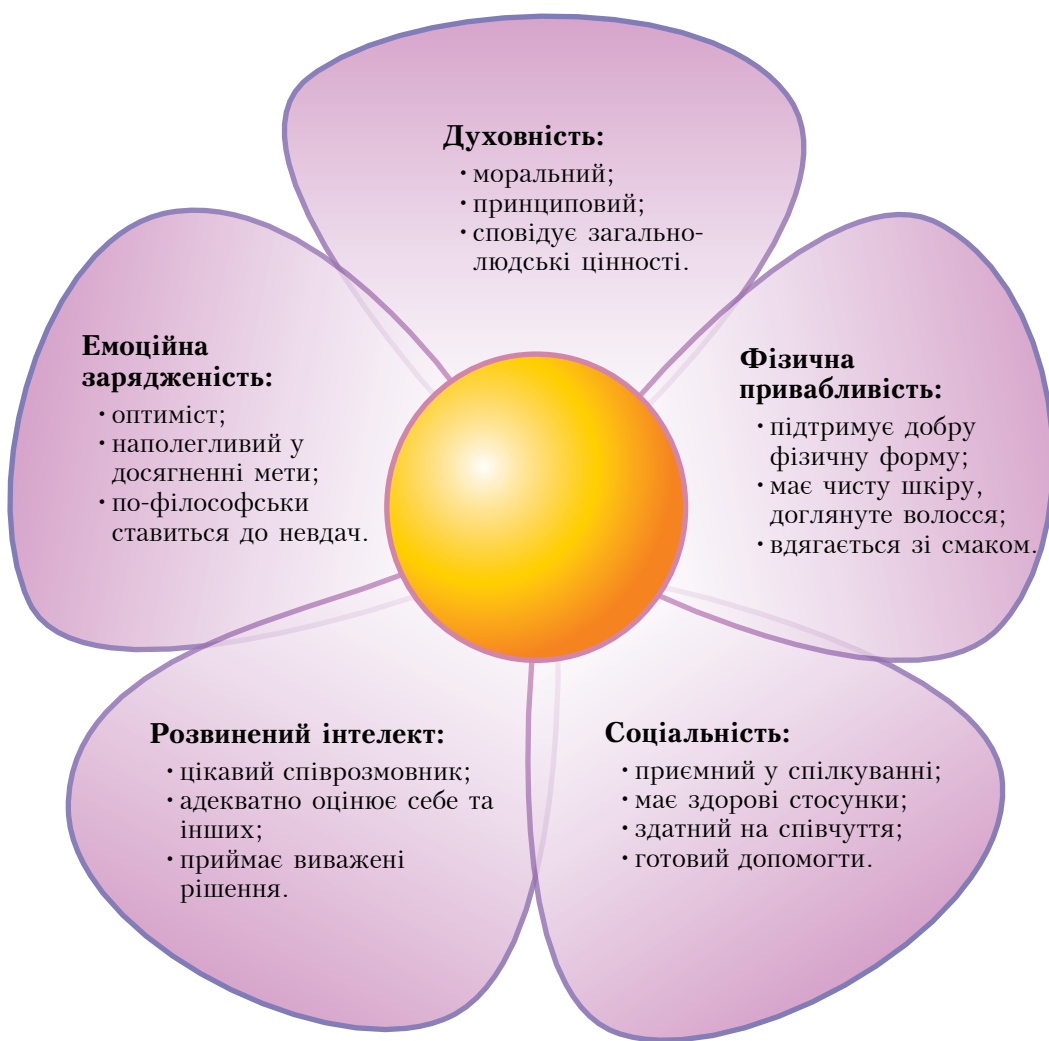 Духовність:
· моральний;
· принциповий;
· сповідує загально-
людські цінності.
Емоційна
зарядженість:
· оптиміст;
· наполегливий у
досягненні мети;
· по-філософськи
ставиться до невдач.
Фізична
привабливість:
· підтримує добру
фізичну форму;
· має чисту шкіру,
доглянуте волосся;
· вдягається зі смаком.
Розвинений інтелект:
· цікавий співрозмовник;
· адекватно оцінює себе та
інших;
· приймає виважені
рішення.
Соціальність:
· приємний у спілкуванні;
· має здорові стосунки;
· здатний на співчуття;
· готовий допомогти.